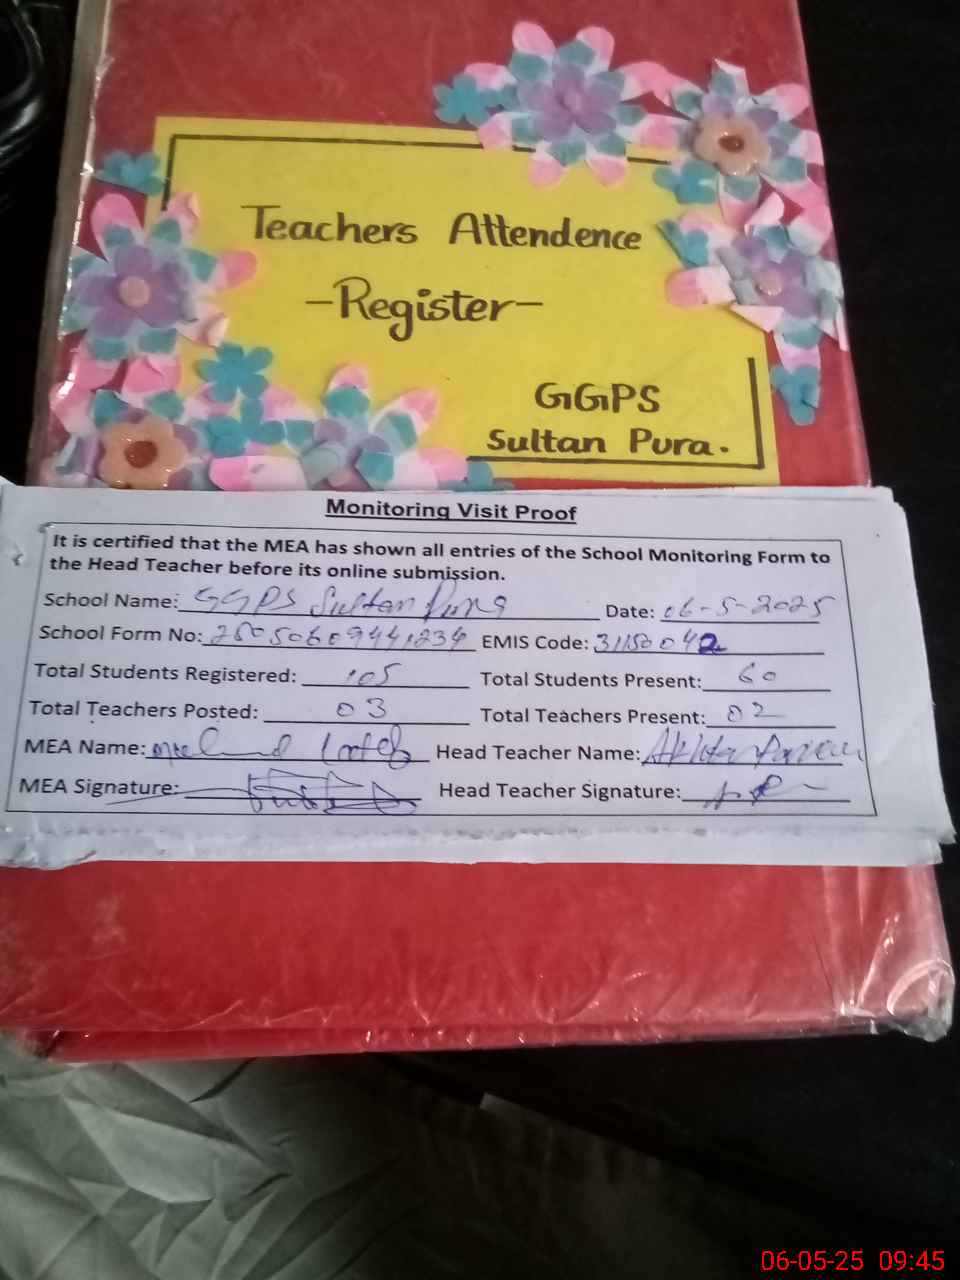 Teachers Attendence
-Register-
GGPS
Sultan Pura.
Monitoring Visit Proof
It is certified that the MEA has shown all entries of the School Monitoring Form to
the Head Teacher before its online submission.
School Name: GGPS Sultan Pura Date: 06-5-2025
School Form No: EMIS Code: 31150042
Total Students Registered: 105 Total Students Present: 60
Total Teachers Posted: 03 Total Teachers Present: 02
MEA Name: Head Teacher Name: Akhtar Parveen
MEA Signature: Head Teacher Signature:
06-05-25 09:45